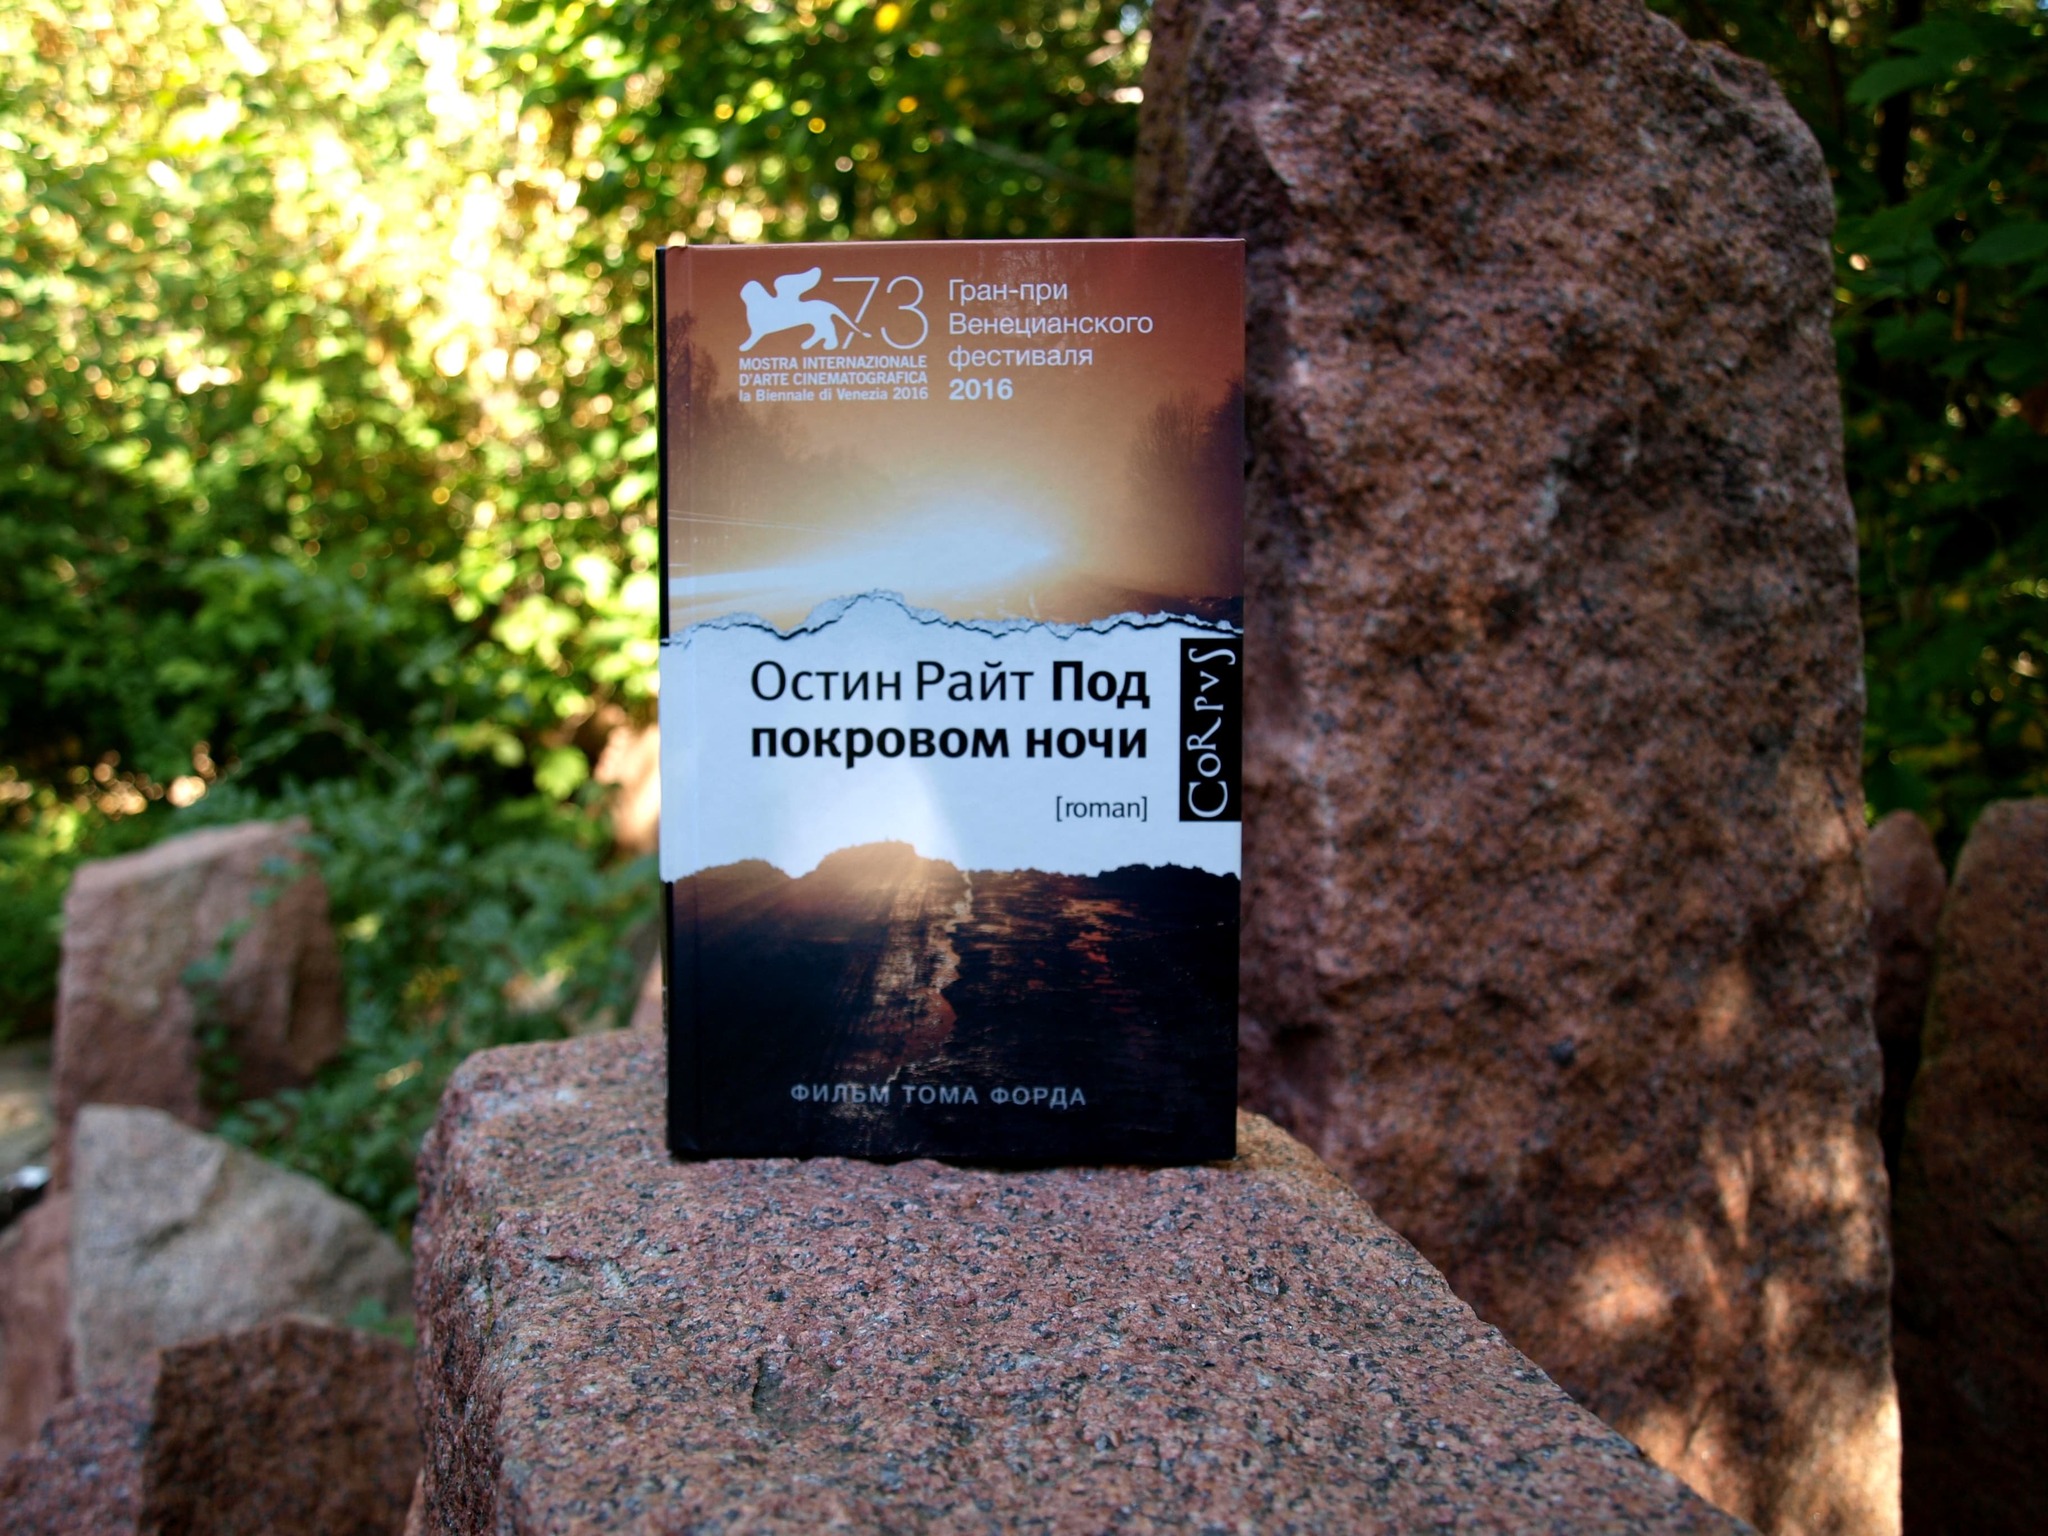 73
MOSTRA INTERNAZIONALE
D'ARTE CINEMATOGRAFICA
la Biennale di Venezia 2016
Гран-при
Венецианского
фестиваля
2016
Остин Райт Под
покровом ночи
[roman]
CORPVS
ФИЛЬМ ТОМА ФОРДА